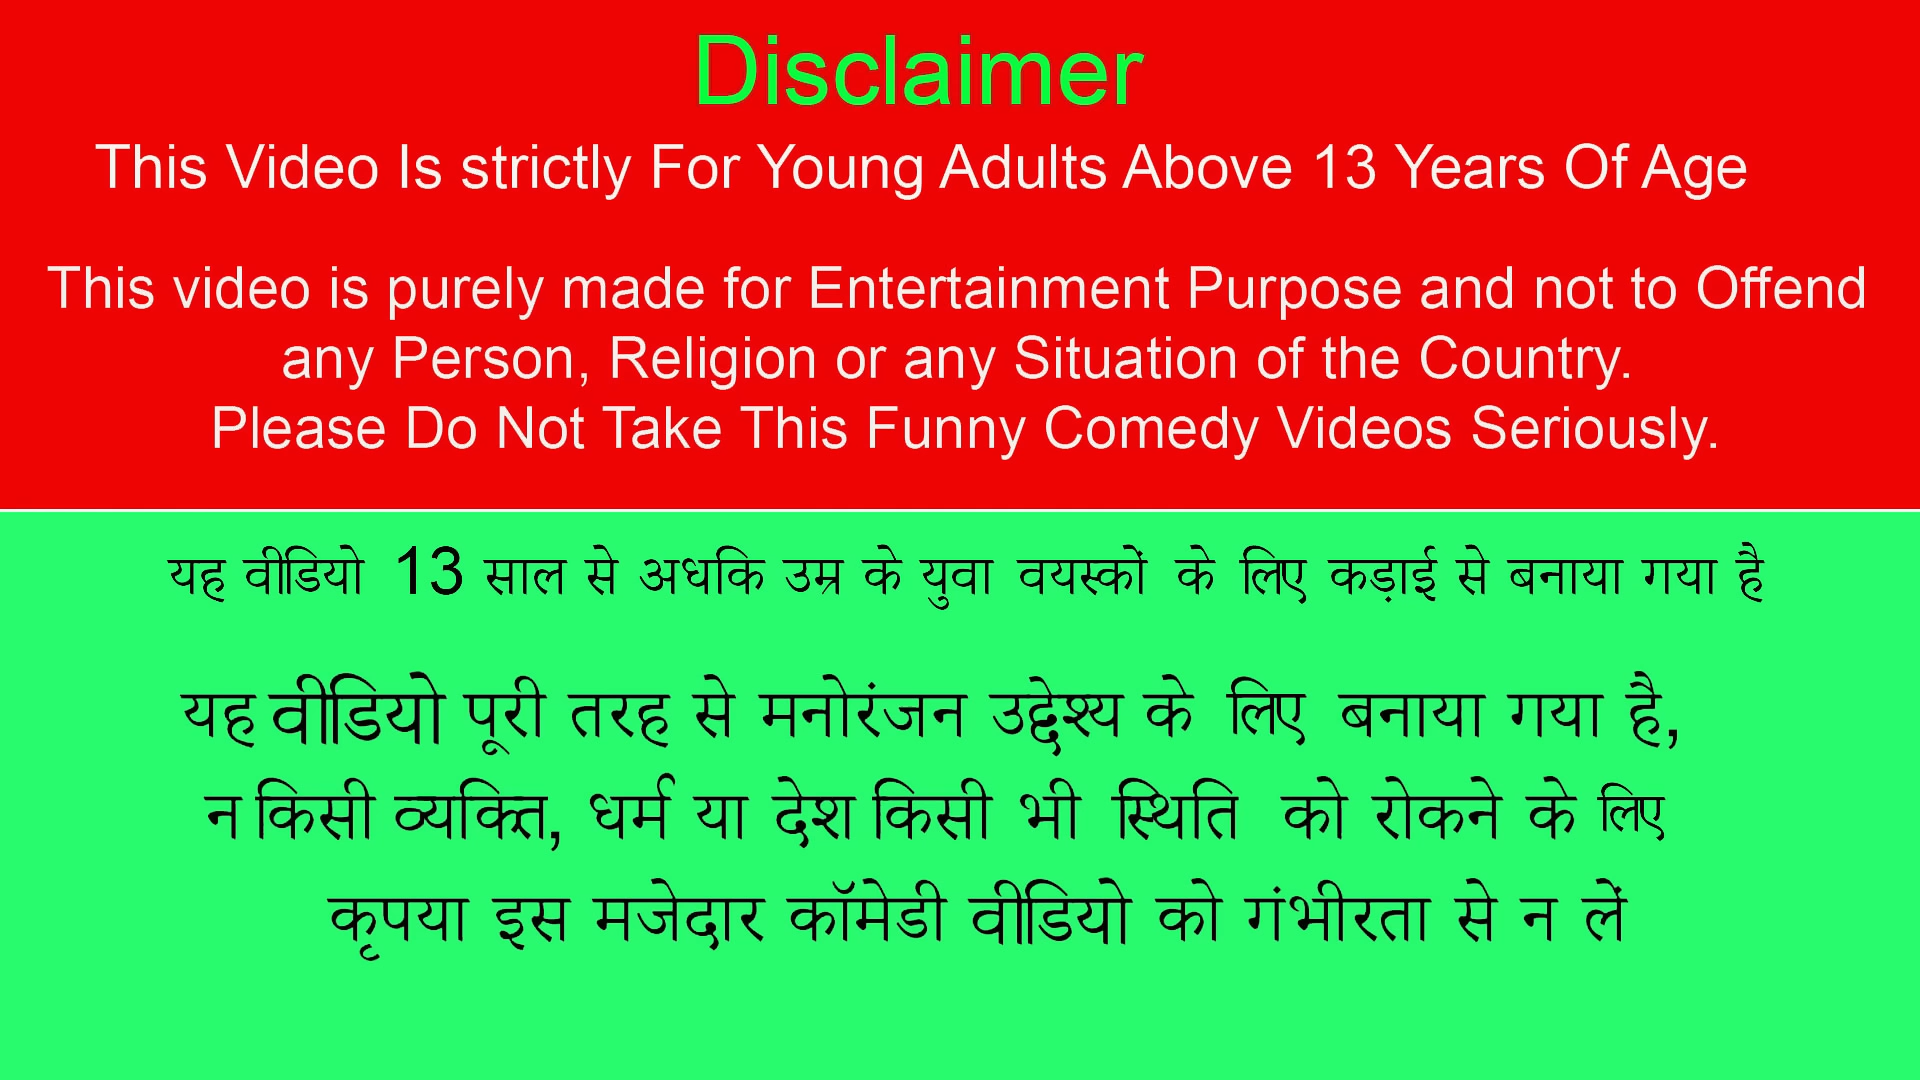 Disclaimer
This Video Is strictly For Young Adults Above 13 Years Of Age
This video is purely made for Entertainment Purpose and not to Offend
any Person, Religion or any Situation of the Country.
Please Do Not Take This Funny Comedy Videos Seriously.
यह वीडियो 13 साल से अधकि उम्र के युवा वयस्कों के लिए कड़ाई से बनाया गया है
यह वीडियो पूरी तरह से मनोरंजन उद्देश्य के लिए बनाया गया है,
न किसी व्यक्ति, धर्म या देश किसी भी स्थिति को रोकने के लिए
कृपया इस मजेदार कॉमेडी वीडियो को गंभीरता से न लें